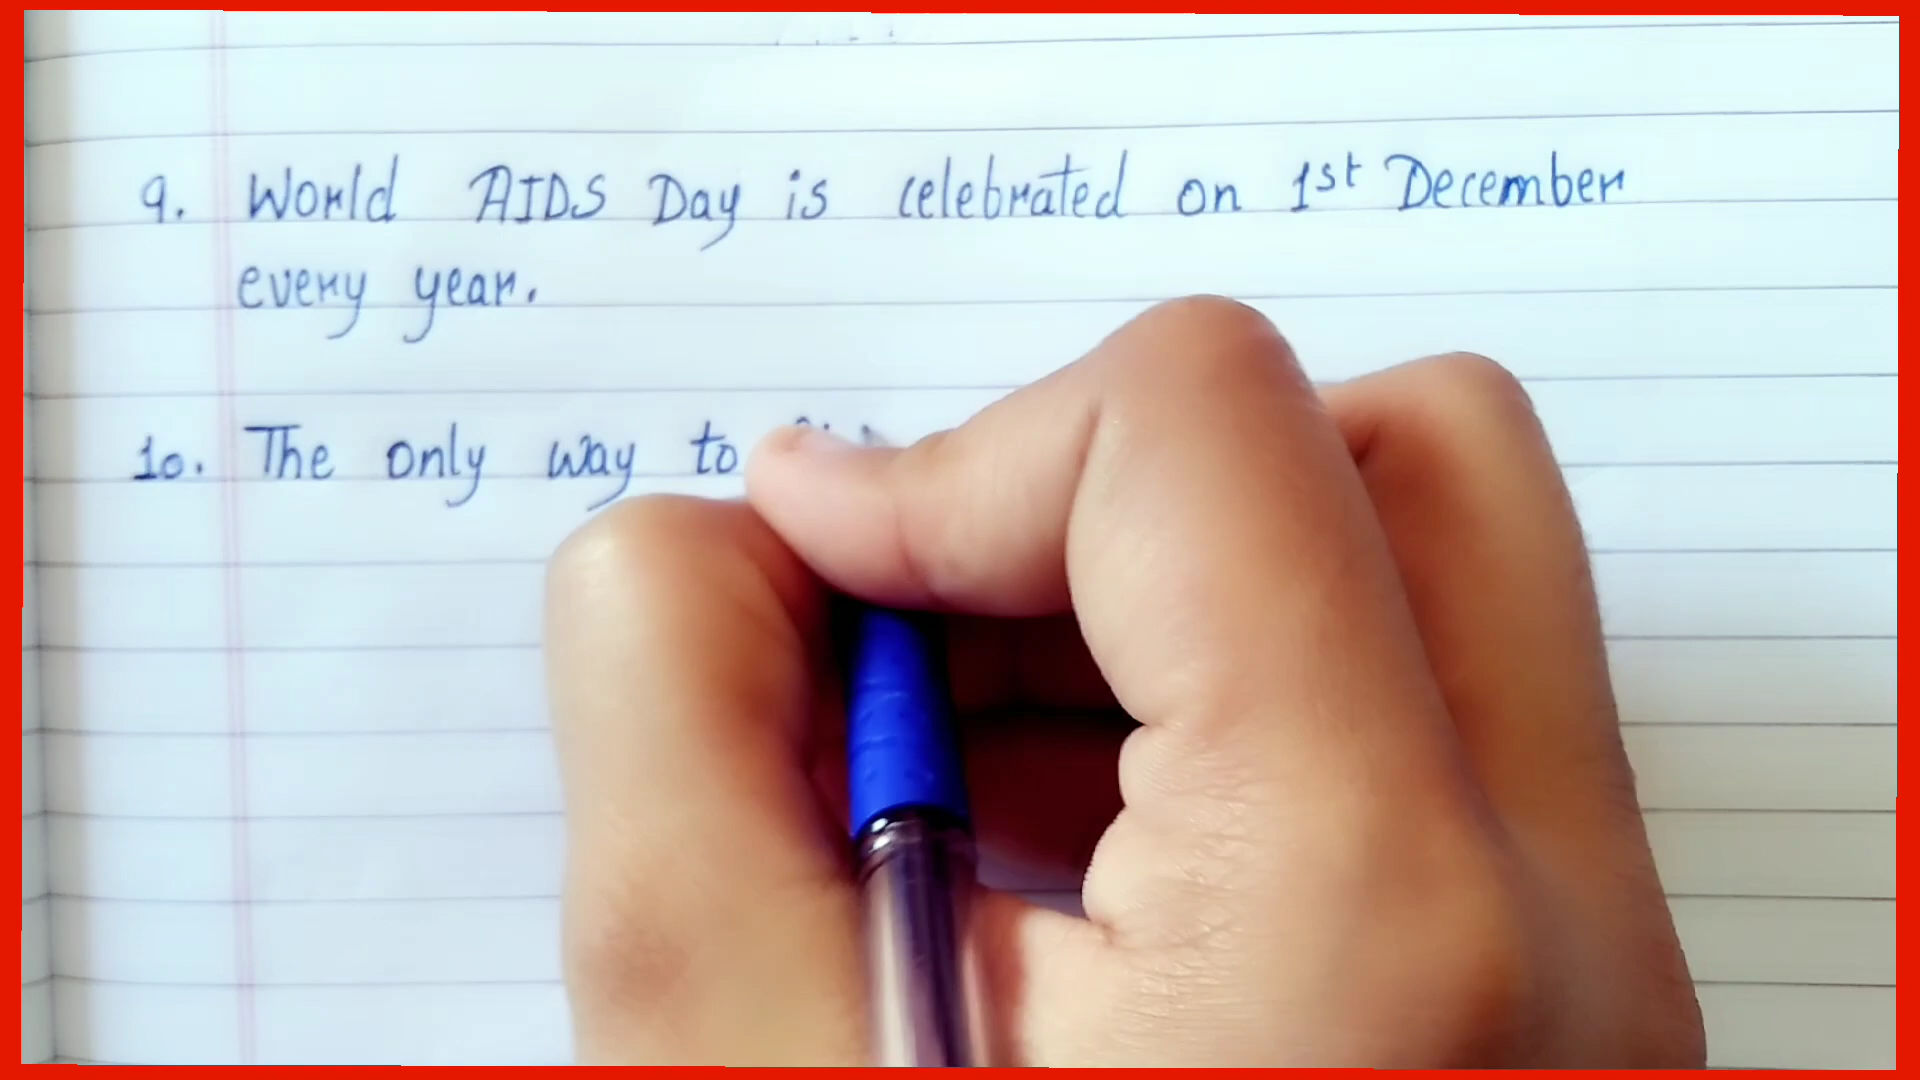 9. World AIDS Day is celebrated on 1st December
every year.
10. The only way to